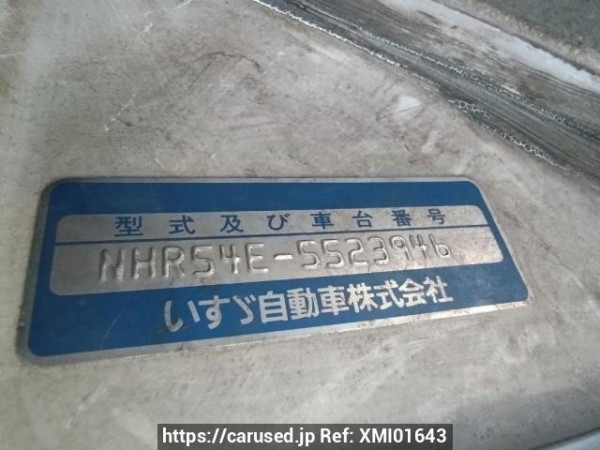 型式及び車台番号
NHR54E-5523946
いすゞ自動車株式会社
https://carused.jp Ref: XMI01643